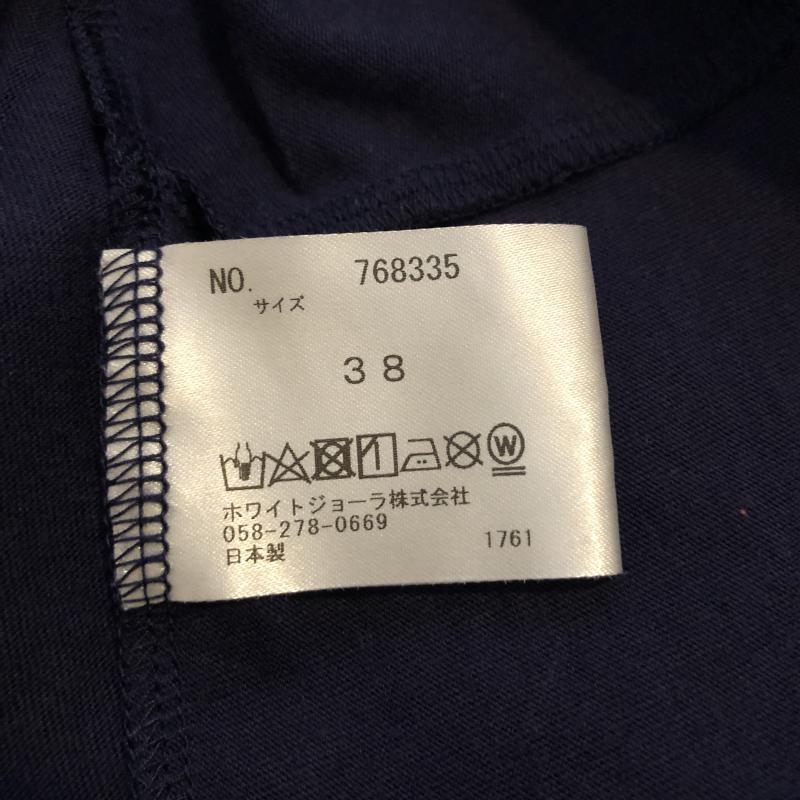 NO. 768335
サイズ
38
W
ホワイトジョーラ株式会社
058-278-0669
日本製 1761